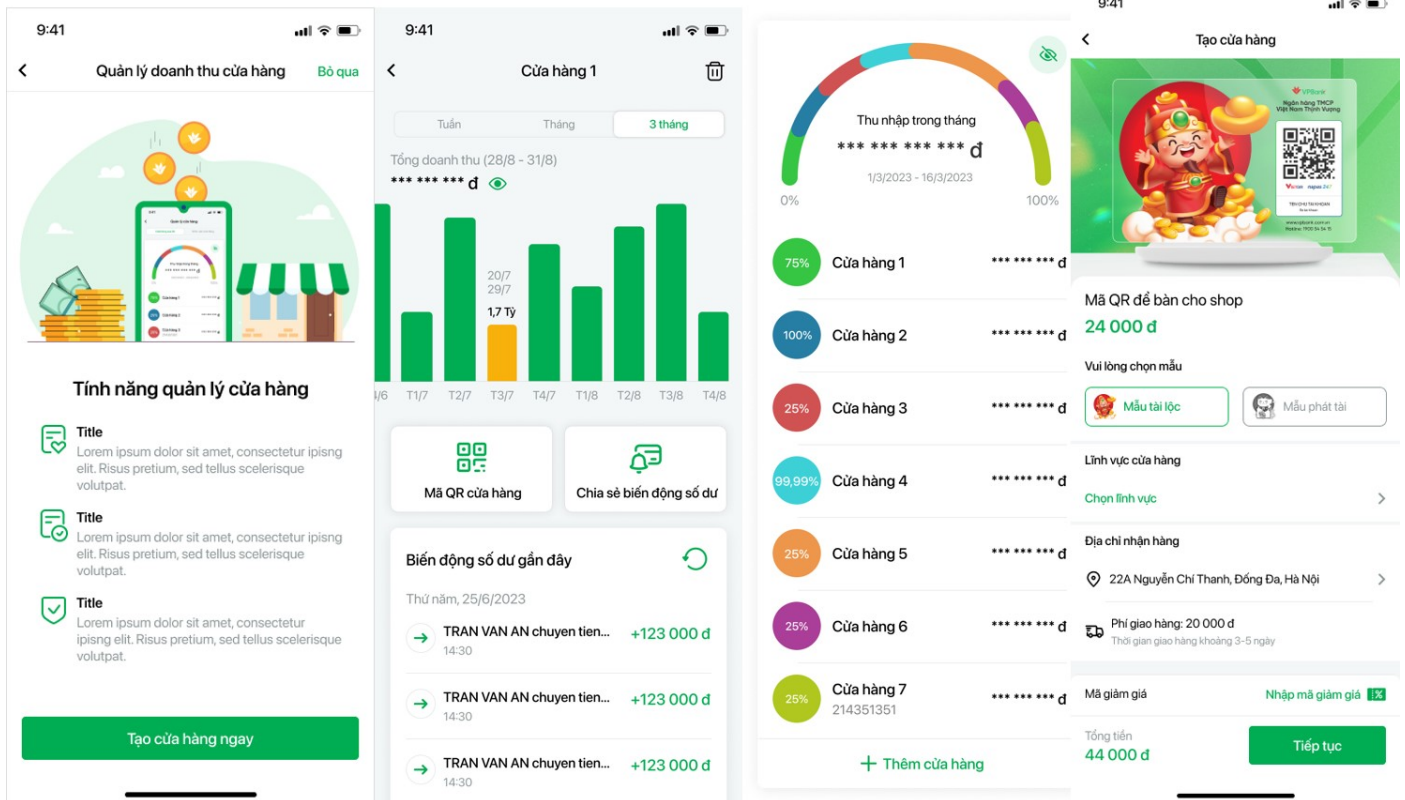 9:41
Quản lý doanh thu cửa hàng
Bỏ qua
Tính năng quản lý cửa hàng
Title
Lorem ipsum dolor sit amet, consectetur ipisng
elit. Risus pretium, sed tellus scelerisque
volutpat.
Title
Lorem ipsum dolor sit amet, consectetur ipisng
elit. Risus pretium, sed tellus scelerisque
volutpat.
Title
Lorem ipsum dolor sit amet, consectetur
ipisng elit. Risus pretium, sed tellus scelerisque
volutpat.
Tạo cửa hàng ngay
9:41
Cửa hàng 1
Tuần
Tháng
3 tháng
Tổng doanh thu (28/8 - 31/8)
*** *** *** đ
20/7
29/7
1,7 Tỷ
/6 T1/7 T2/7 T3/7 T4/7 T1/8 T2/8 T3/8 T4/8
Mã QR cửa hàng
Chia sẻ biến động số dư
Biến động số dư gần đây
Thứ năm, 25/6/2023
TRAN VAN AN chuyen tien... +123 000 đ
14:30
TRAN VAN AN chuyen tien... +123 000 đ
14:30
TRAN VAN AN chuyen tien... +123 000 đ
14:30
Thu nhập trong tháng
*** *** *** *** đ
1/3/2023 - 16/3/2023
0% 100%
75% Cửa hàng 1 *** *** *** đ
100% Cửa hàng 2 *** *** *** đ
25% Cửa hàng 3 *** *** *** đ
99,99% Cửa hàng 4 *** *** *** đ
25% Cửa hàng 5 *** *** *** đ
25% Cửa hàng 6 *** *** *** đ
25% Cửa hàng 7 *** *** *** đ
214351351
+ Thêm cửa hàng
9:41
Tạo cửa hàng
VPBank
Ngân hàng TMCP
Việt Nam Thịnh Vượng
Mã QR để bàn cho shop
24 000 đ
Vui lòng chọn mẫu
Mẫu tài lộc
Mẫu phát tài
Lĩnh vực cửa hàng
Chọn lĩnh vực
Địa chỉ nhận hàng
22A Nguyễn Chí Thanh, Đống Đa, Hà Nội
Phí giao hàng: 20 000 đ
Thời gian giao hàng khoảng 3-5 ngày
Mã giảm giá
Nhập mã giảm giá
Tổng tiền
44 000 đ
Tiếp tục